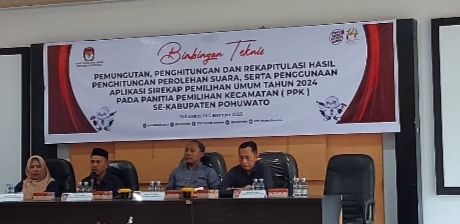 Bimbingan Teknis
PEMUNGUTAN, PENGHITUNGAN DAN REKAPITULASI HASIL
PENGHITUNGAN PEROLEHAN SUARA, SERTA PENGGUNAAN
APLIKASI SIREKAP PEMILIHAN UMUM TAHUN 2024
PADA PANITIA PEMILIHAN KECAMATAN ( PPK )
SE-KABUPATEN POHUWATO